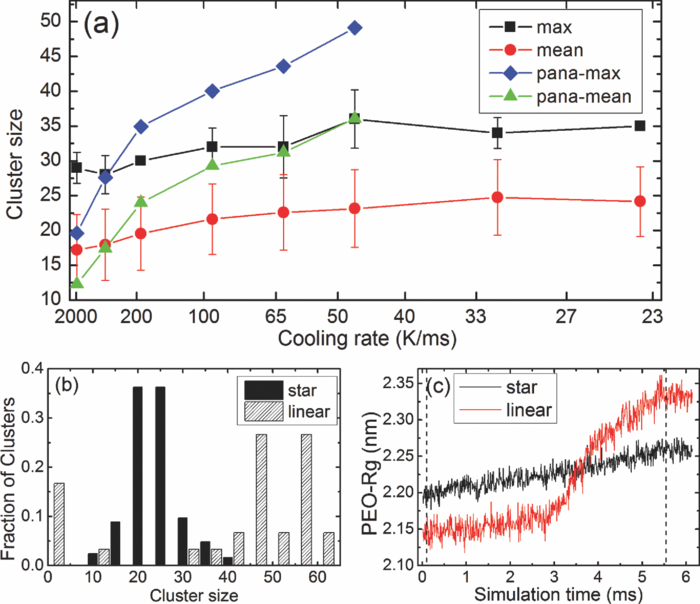 (a)
max
mean
pana-max
pana-mean
Cluster size
50
45
40
35
30
25
20
15
10
2000 200 100 65 50 40 33 27 23
Cooling rate (K/ms)
(b)
star
linear
Fraction of Clusters
0.4
0.3
0.2
0.1
0.0
0 10 20 30 40 50 60
Cluster size
(c)
star
linear
PEO-Rg (nm)
2.35
2.30
2.25
2.20
2.15
2.10
0 1 2 3 4 5 6
Simulation time (ms)